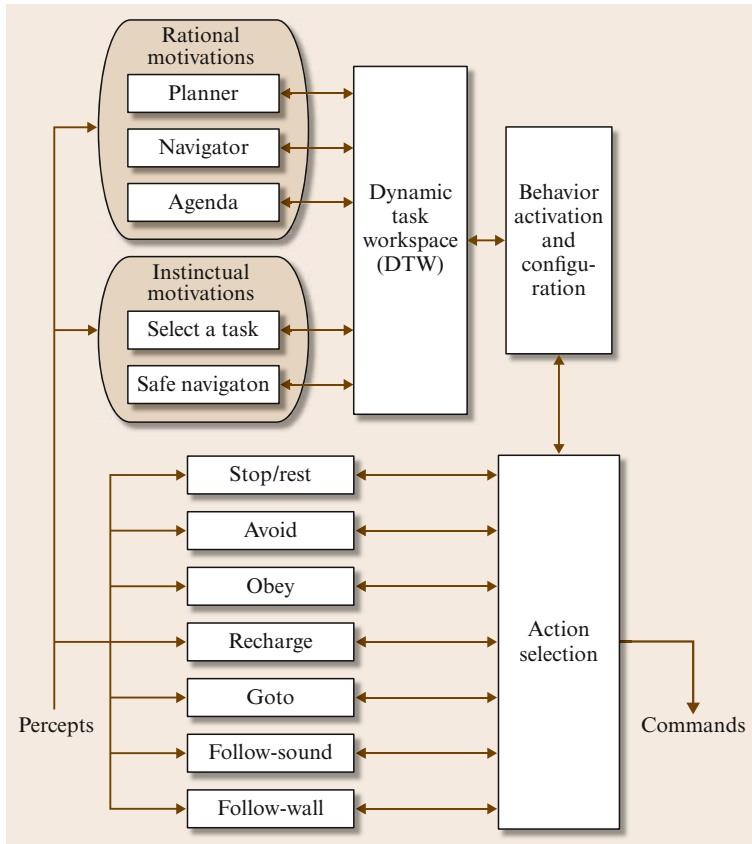 Rational
motivations
Planner
Navigator
Agenda
Instinctual
motivations
Select a task
Safe navigaton
Dynamic
task
workspace
(DTW)
Behavior
activation
and
configu-
ration
Stop/rest
Avoid
Obey
Recharge
Goto
Follow-sound
Follow-wall
Action
selection
Percepts
Commands